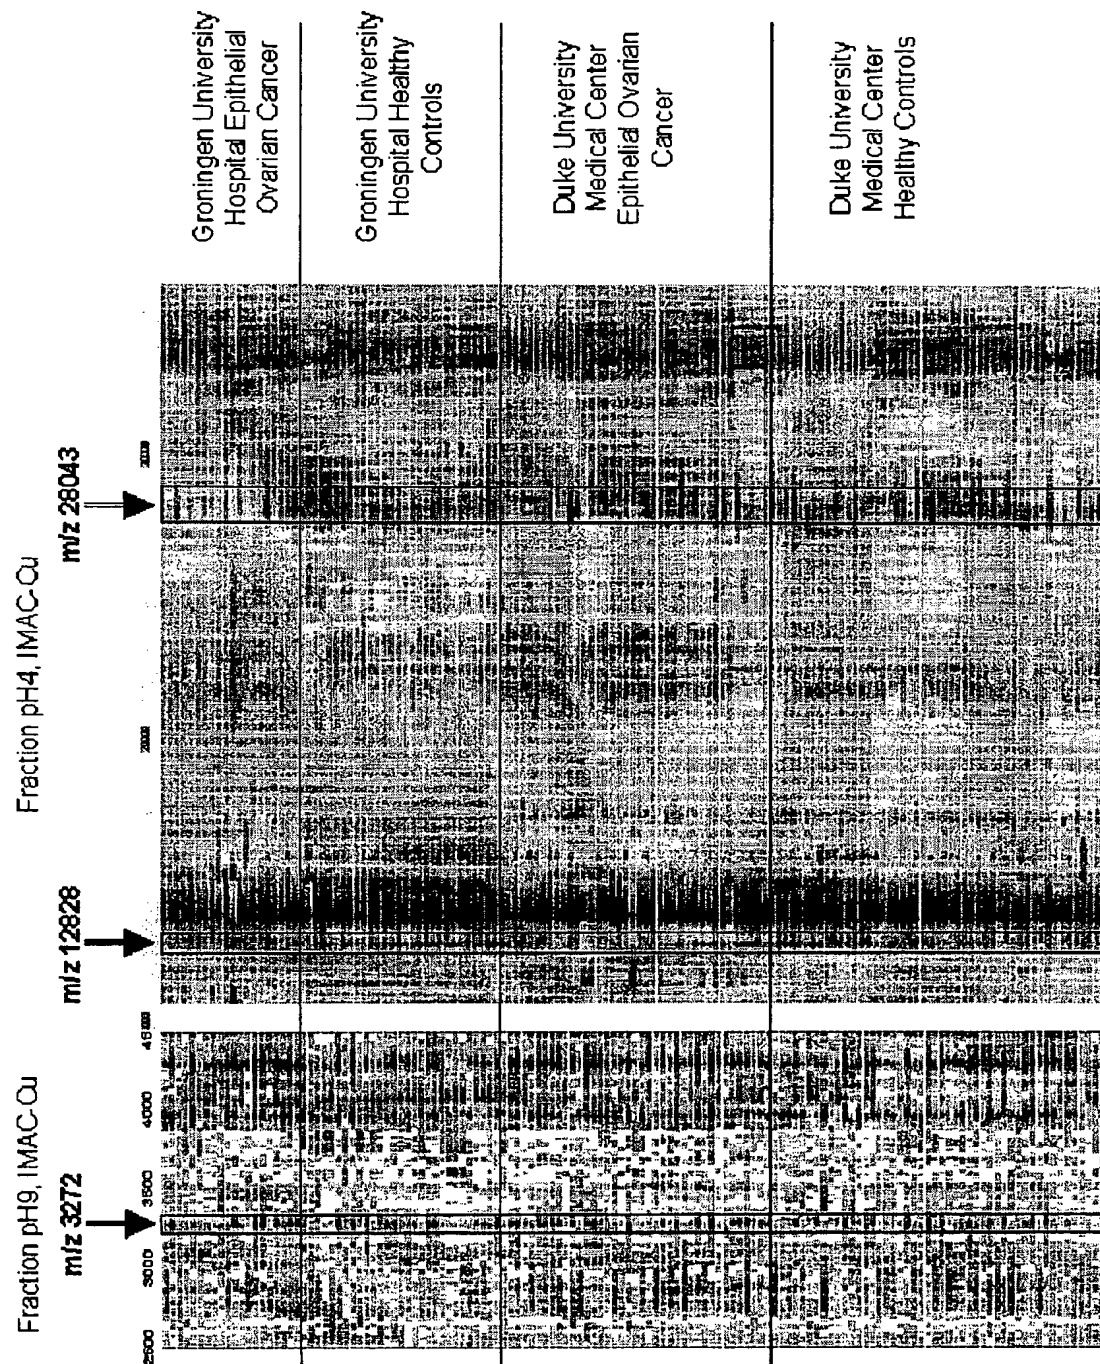 Fraction pH9, IMAC-Cu
Fraction pH4, IMAC-Cu
m/z 3272
m/z 12828
m/z 28043
2500
3000
3500
4000
Groningen University
Hospital Epithelial
Ovarian Cancer
Groningen University
Hospital Healthy
Controls
Duke University
Medical Center
Epithelial Ovarian
Cancer
Duke University
Medical Center
Healthy Controls